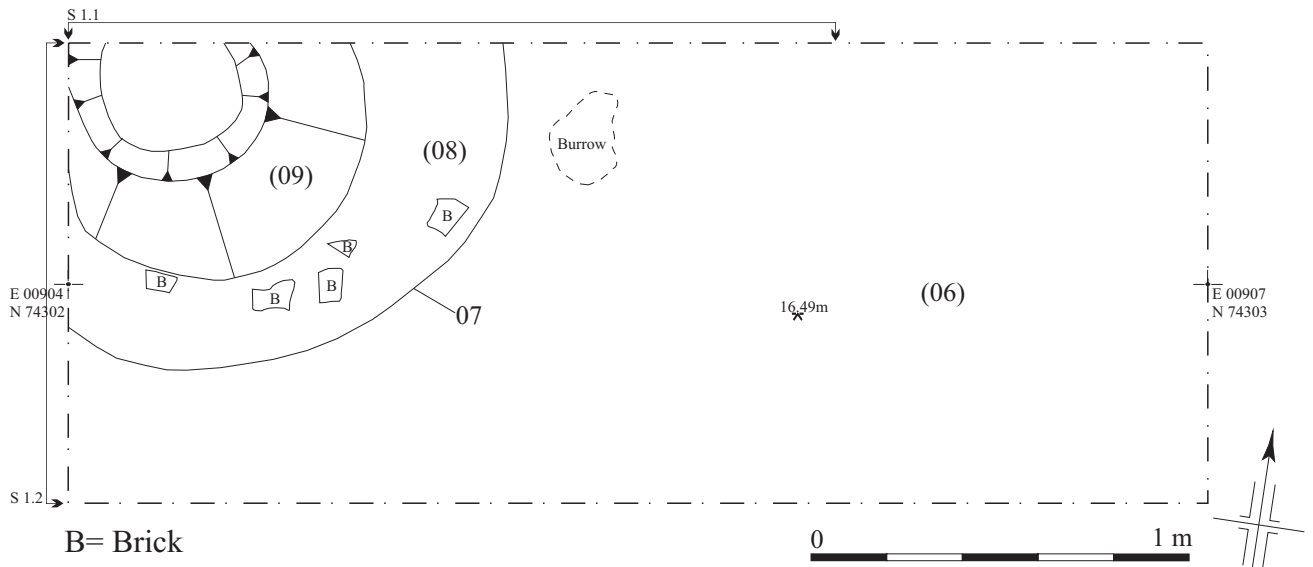 S 1.1
Burrow
(08)
(09)
B
B
B
B
B
E 00904
N 74302
07
16.49m
(06)
E 00907
N 74303
S 1.2
B= Brick
0
1 m